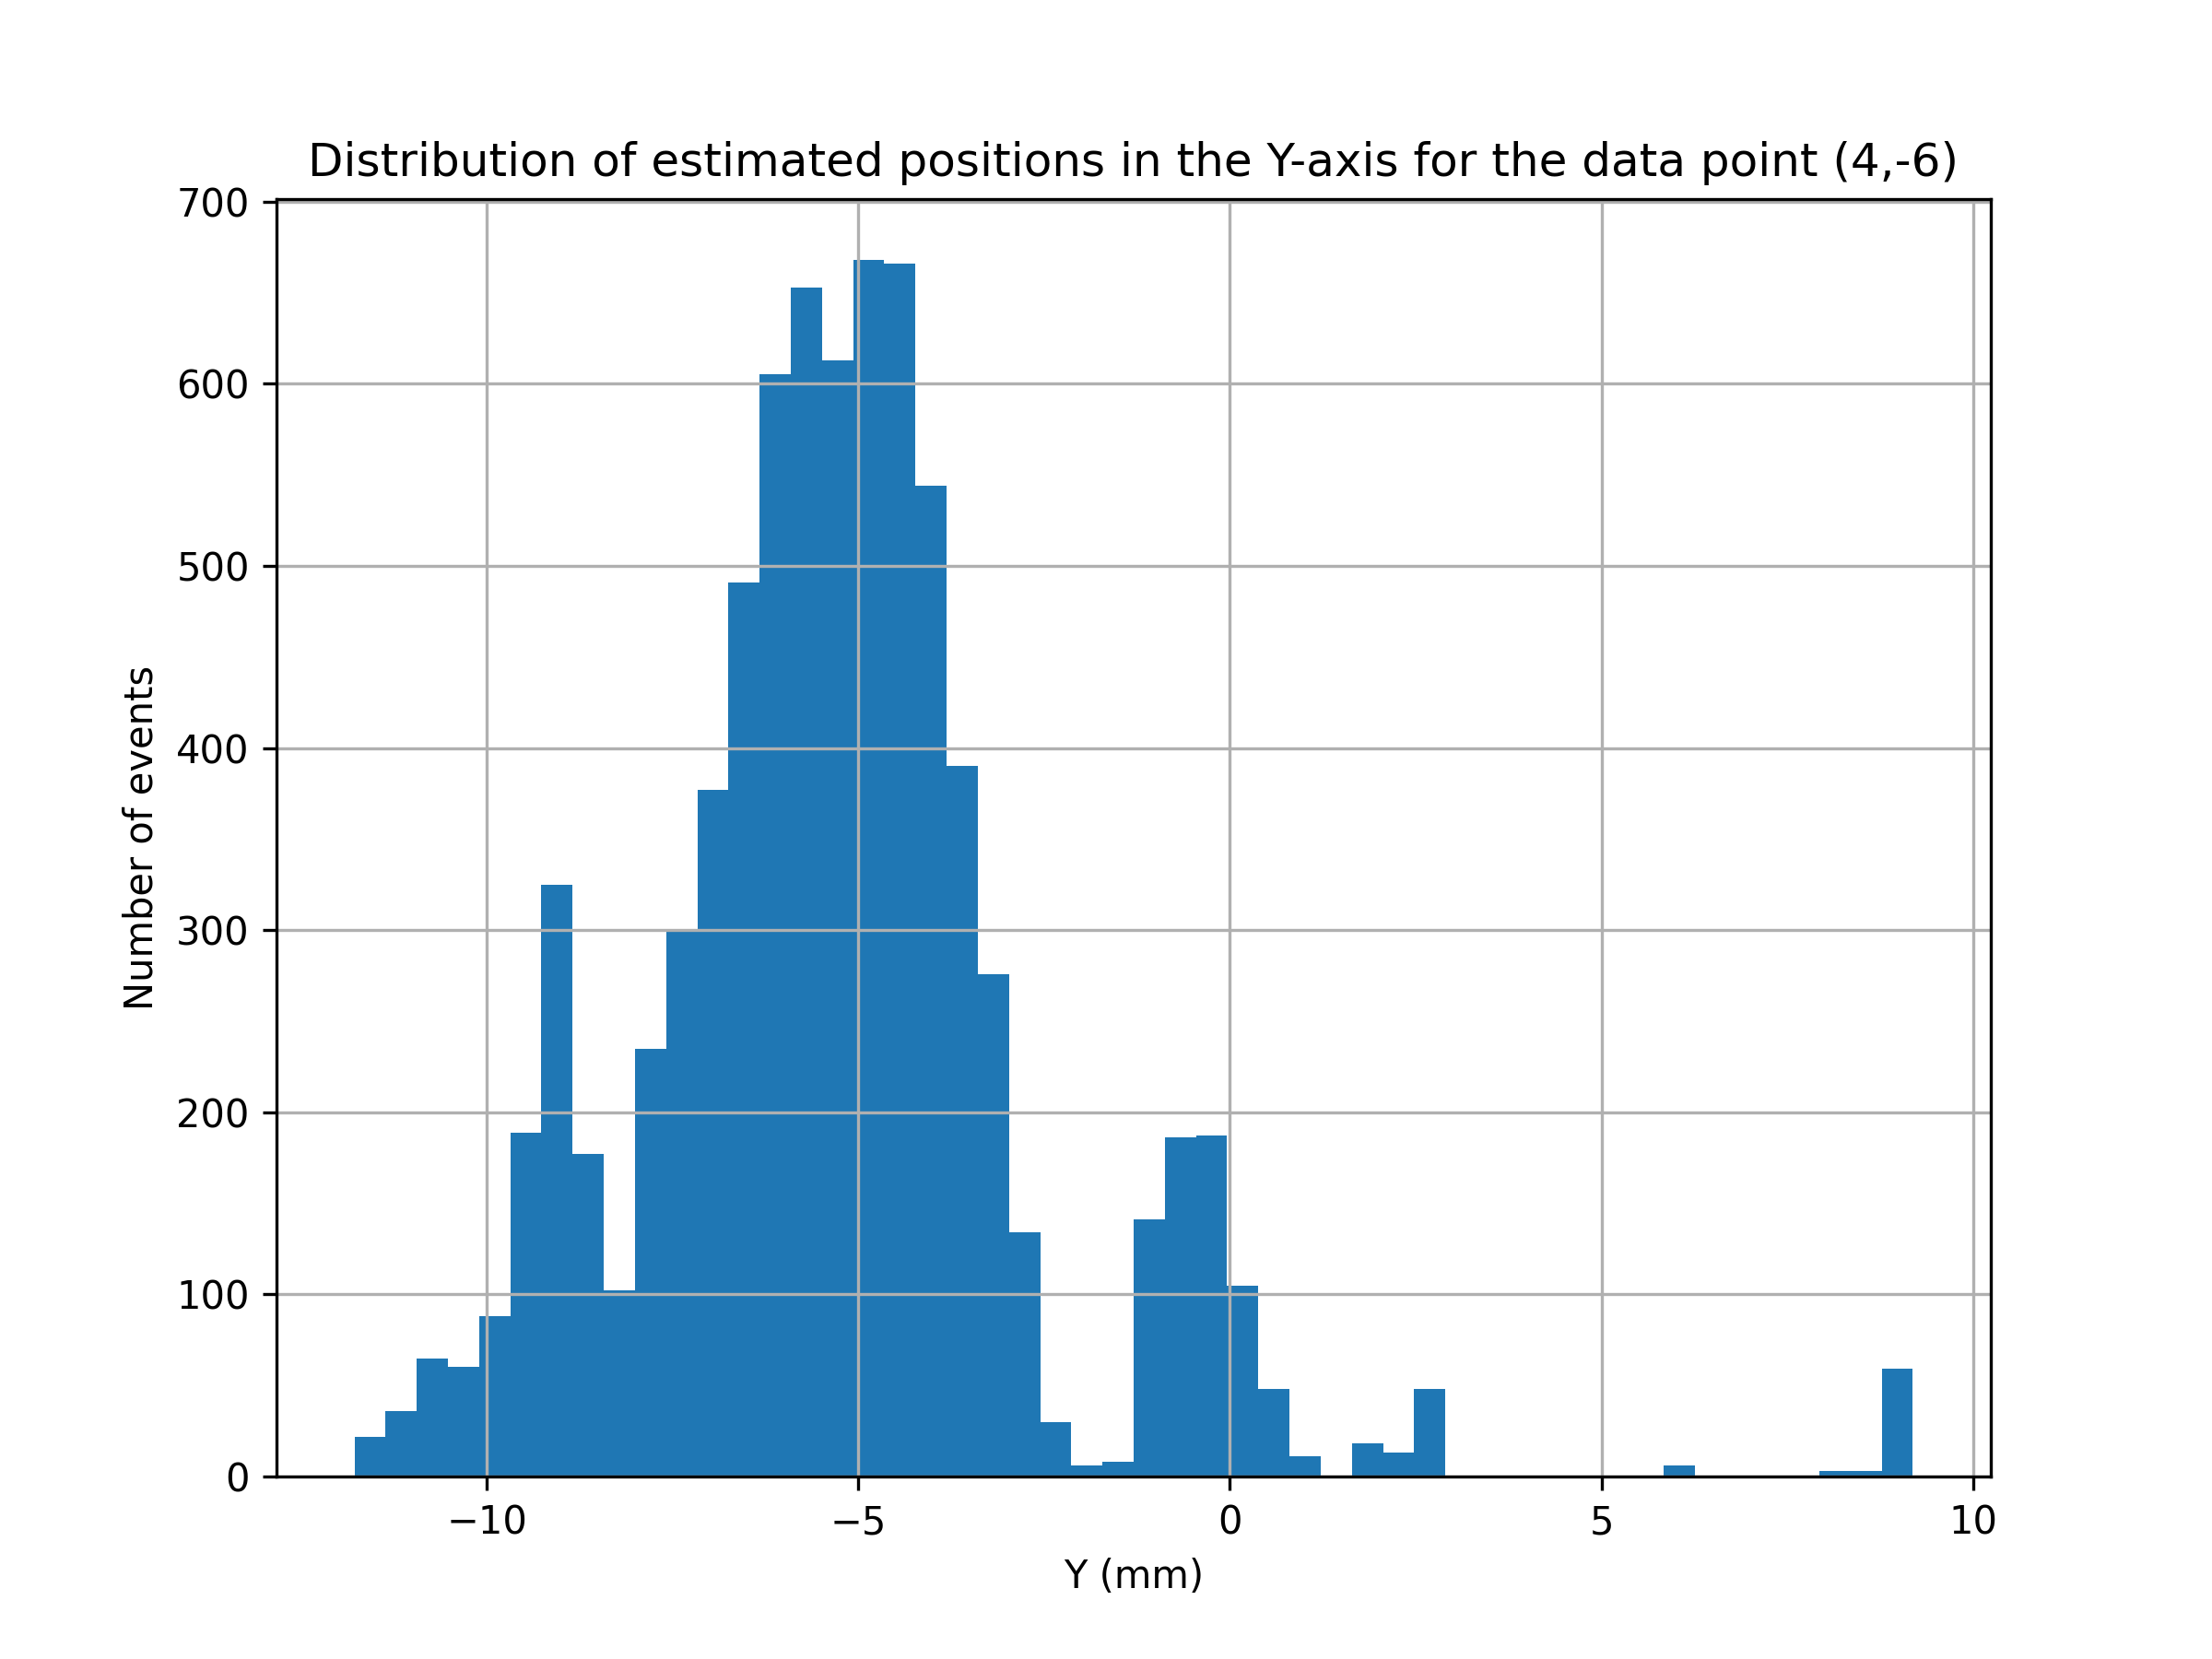 Distribution of estimated positions in the Y-axis for the data point (4,-6)
700
600
500
400
300
200
100
0
Number of events
−10 −5 0 5 10
Y (mm)